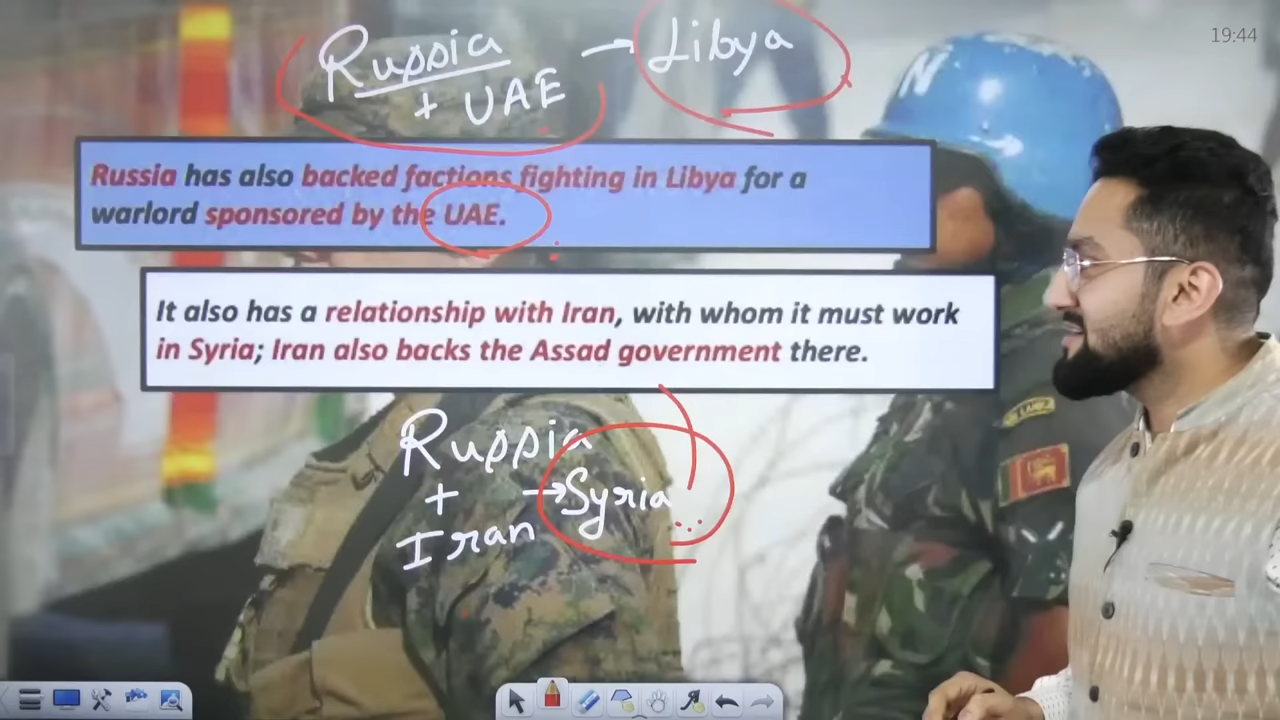 19:44
Russia → Libya
+ UAE
Russia has also backed factions fighting in Libya for a
warlord sponsored by the UAE.
It also has a relationship with Iran, with whom it must work
in Syria; Iran also backs the Assad government there.
Russia
+ → Syria
Iran
N
SRI LANKA